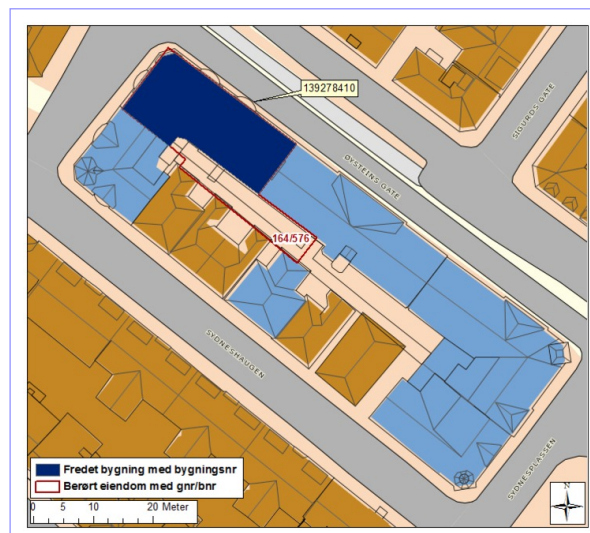 139278410
SIGURDS GATE
ØYSTEINS GATE
164/576
SYDNESHAUGEN
SYDNESPLASSEN
Fredet bygning med bygningsnr
Berørt eiendom med gnr/bnr
0 5 10 20 Meter
N